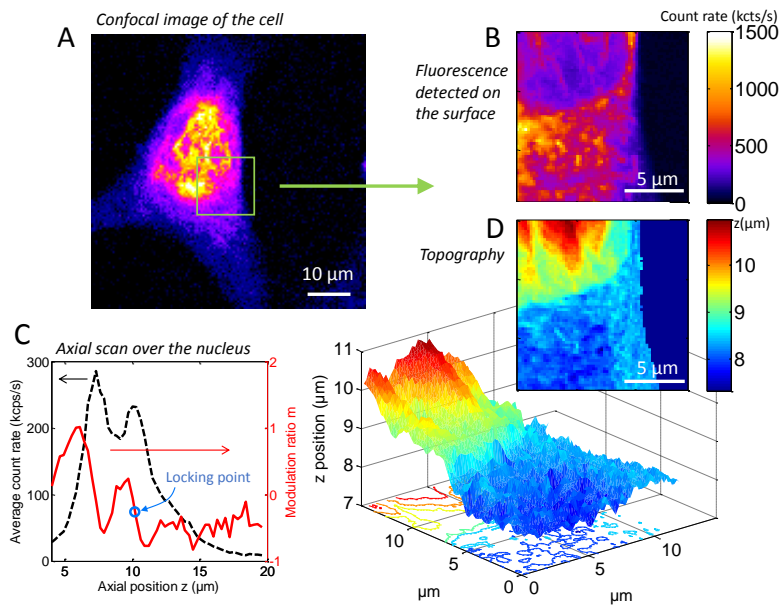 Confocal image of the cell
A
10 µm
B
Fluorescence
detected on
the surface
5 µm
Count rate (kcts/s)
1500
1000
500
0
D
Topography
5 µm
z(µm)
10
9
8
C
Axial scan over the nucleus
Average count rate (kcps/s)
300
200
100
0
2
1
0
-1
Modulation ratio m
Locking point
5
10
15
20
Axial position z (µm)
z position (µm)
11
10
9
8
7
10
5
0
µm
0
5
10
µm